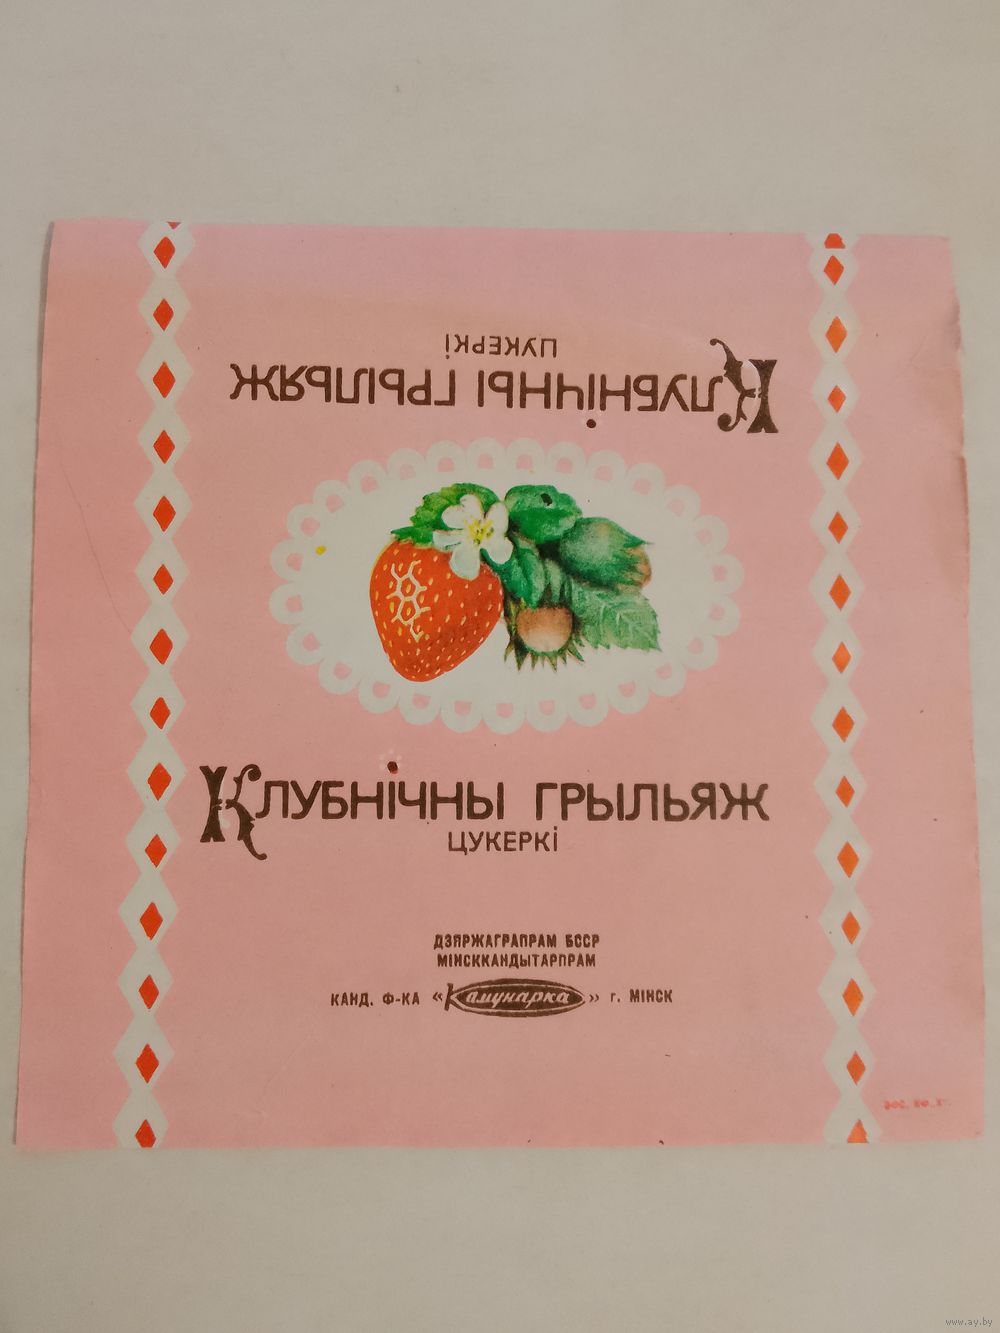 ЦУКЕРКІ
КЛУБНІЧНЫ ГРЫЛЬЯЖ
КЛУБНІЧНЫ ГРЫЛЬЯЖ
ЦУКЕРКІ
ДЗЯРЖАГРАПРАМ БССР
МІНСККАНДЫТАРПРАМ
КАНД. Ф-КА «Камунарка» г. МІНСК
www.ay.by